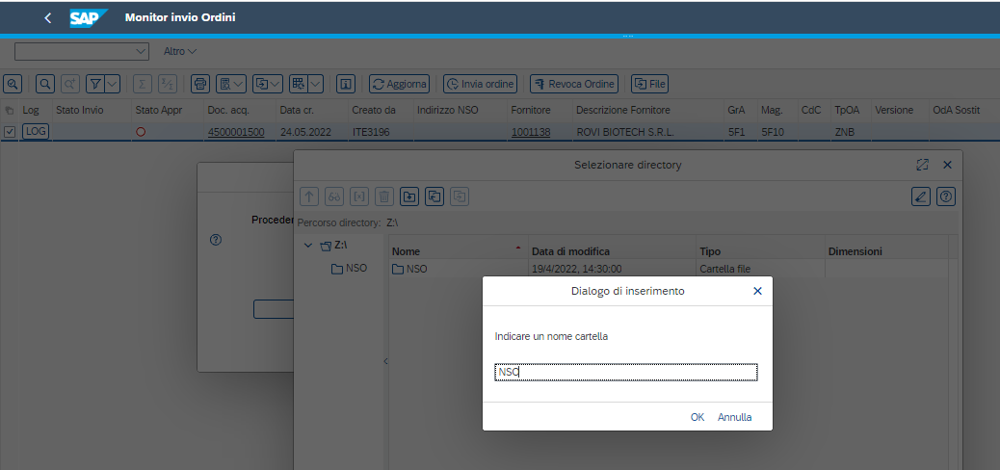 SAP Monitor invio Ordini
Altro
Aggiorna Invia ordine Revoca Ordine File
Log Stato Invio Stato Appr Doc. acq. Data cr. Creato da Indirizzo NSO Fornitore Descrizione Fornitore GrA Mag. CdC TpOA Versione OdA Sostit
LOG 4500001500 24.05.2022 ITE3196 1001138 ROVI BIOTECH S.R.L. 5F1 5F10 ZNB
Selezionare directory
Proceder
Percorso directory: Z:\
Z:\
NSO
Nome Data di modifica Tipo Dimensioni
NSO 19/4/2022, 14:30:00 Cartella file
Dialogo di inserimento
Indicare un nome cartella
NSO
OK Annulla